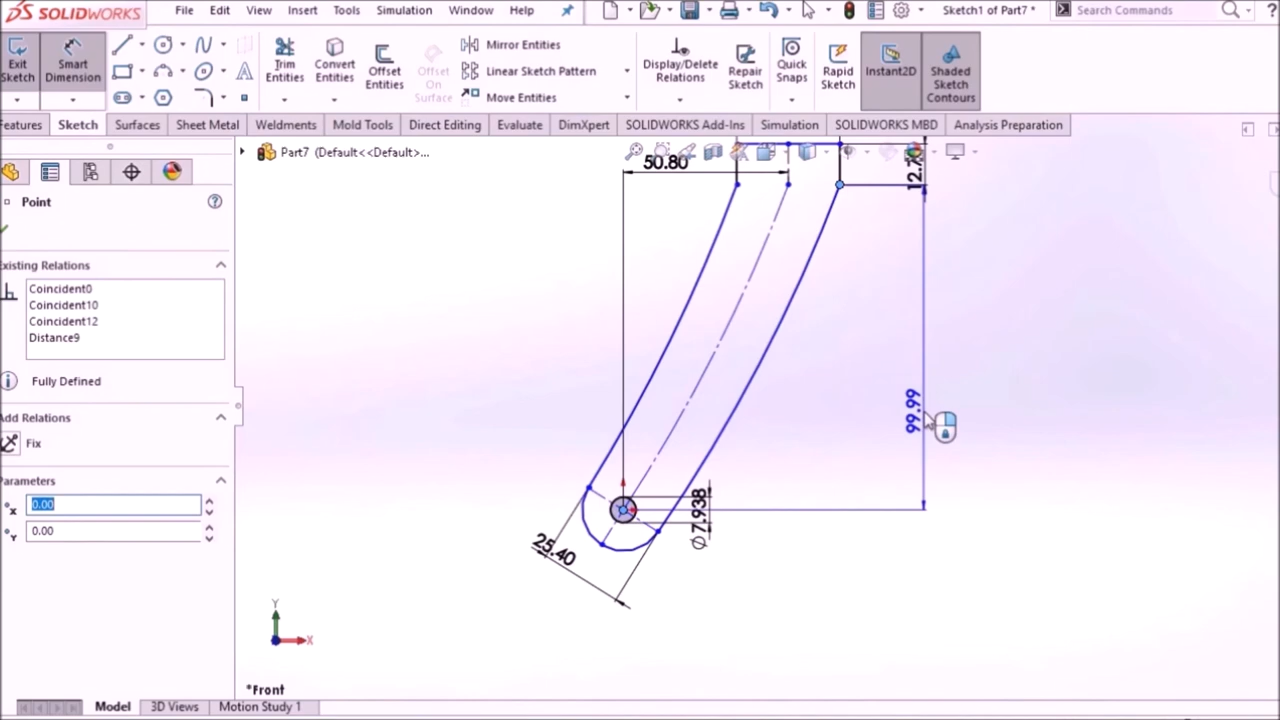 SOLIDWORKS
File Edit View Insert Tools Simulation Window Help
Sketch1 of Part7 *
Search Commands
?
Exit Sketch
Smart Dimension
Trim Entities
Convert Entities
Offset Entities
Offset On Surface
Mirror Entities
Linear Sketch Pattern
Move Entities
Display/Delete Relations
Repair Sketch
Quick Snaps
Rapid Sketch
Instant2D
Shaded Sketch Contours
Features Sketch Surfaces Sheet Metal Weldments Mold Tools Direct Editing Evaluate DimXpert SOLIDWORKS Add-Ins Simulation SOLIDWORKS MBD Analysis Preparation
Part7 (Default<<Default>...
50.80
Point
?
Existing Relations
Coincident0
Coincident10
Coincident12
Distance9
Fully Defined
Add Relations
Fix
Parameters
X 0.00
Y 0.00
99.99
Ø7.938
25.40
Y
X
*Front
Model 3D Views Motion Study 1